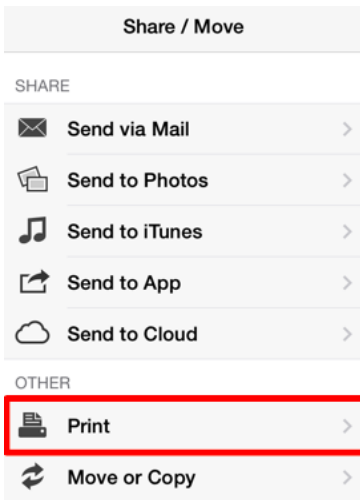 Share / Move
SHARE
Send via Mail
Send to Photos
Send to iTunes
Send to App
Send to Cloud
OTHER
Print
Move or Copy